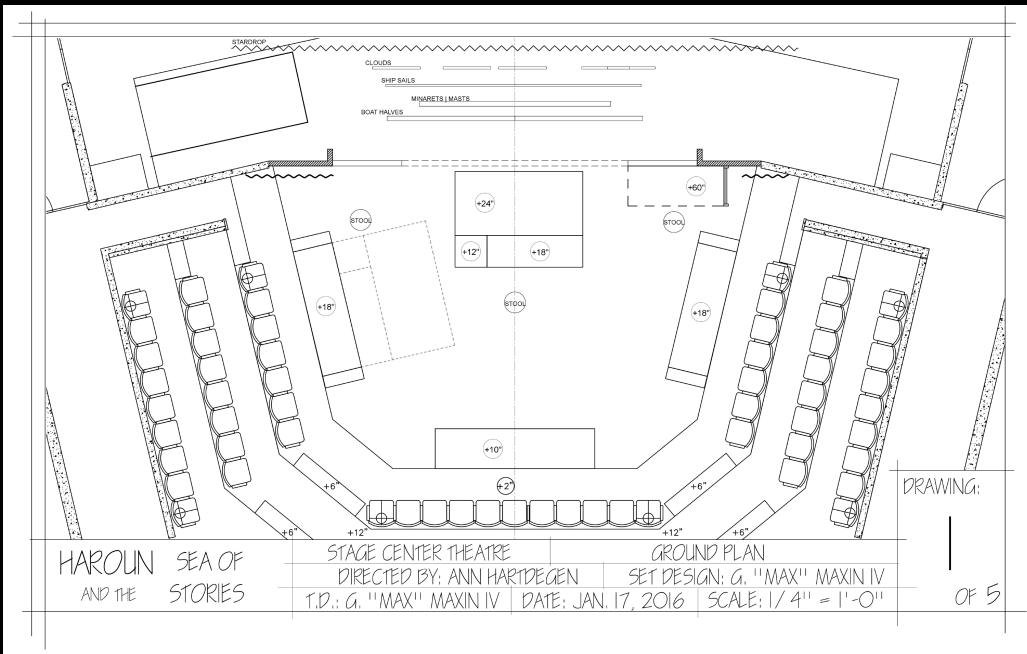 STARDROP
CLOUDS
SHIP SAILS
MINARETS | MASTS
BOAT HALVES
+24"
+60"
STOOL
STOOL
+12"
+18"
STOOL
+18"
+18"
+10"
+2"
+6"
+6"
+6"
+12"
+12"
+6"
DRAWING:
1
OF 5
HAROUN SEA OF
AND THE STORIES
STAGE CENTER THEATRE GROUND PLAN
DIRECTED BY: ANN HARTDEGEN SET DESIGN: G. "MAX" MAXIN IV
T.D.: G. "MAX" MAXIN IV DATE: JAN. 17, 2016 SCALE: 1/4" = 1'-0"